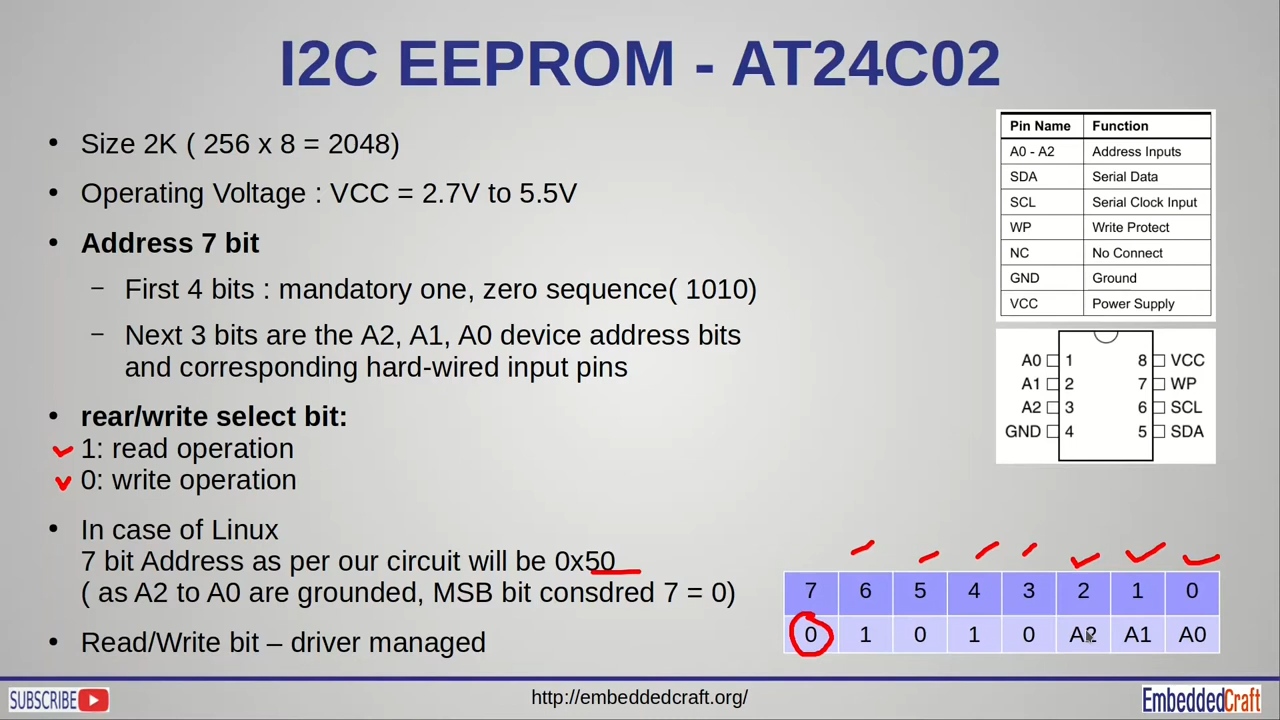 I2C EEPROM - AT24C02
• Size 2K ( 256 x 8 = 2048)
• Operating Voltage : VCC = 2.7V to 5.5V
• Address 7 bit
– First 4 bits : mandatory one, zero sequence( 1010)
– Next 3 bits are the A2, A1, A0 device address bits
and corresponding hard-wired input pins
• rear/write select bit:
1: read operation
0: write operation
• In case of Linux
7 bit Address as per our circuit will be 0x50
( as A2 to A0 are grounded, MSB bit consdred 7 = 0)
• Read/Write bit – driver managed
Pin Name Function
A0 - A2 Address Inputs
SDA Serial Data
SCL Serial Clock Input
WP Write Protect
NC No Connect
GND Ground
VCC Power Supply
A0 1 8 VCC
A1 2 7 WP
A2 3 6 SCL
GND 4 5 SDA
7 6 5 4 3 2 1 0
0 1 0 1 0 A2 A1 A0
SUBSCRIBE
http://embeddedcraft.org/
EmbeddedCraft